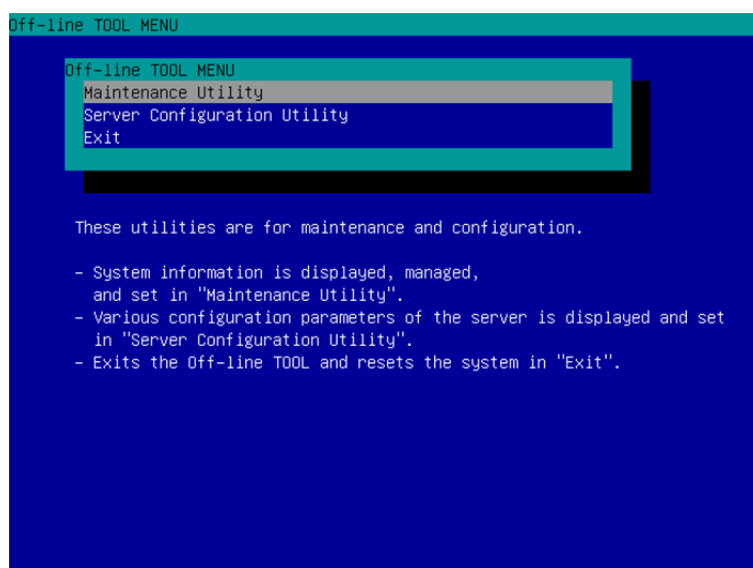 Off-line TOOL MENU
Off-line TOOL MENU
Maintenance Utility
Server Configuration Utility
Exit
These utilities are for maintenance and configuration.
- System information is displayed, managed,
and set in "Maintenance Utility".
- Various configuration parameters of the server is displayed and set
in "Server Configuration Utility".
- Exits the Off-line TOOL and resets the system in "Exit".